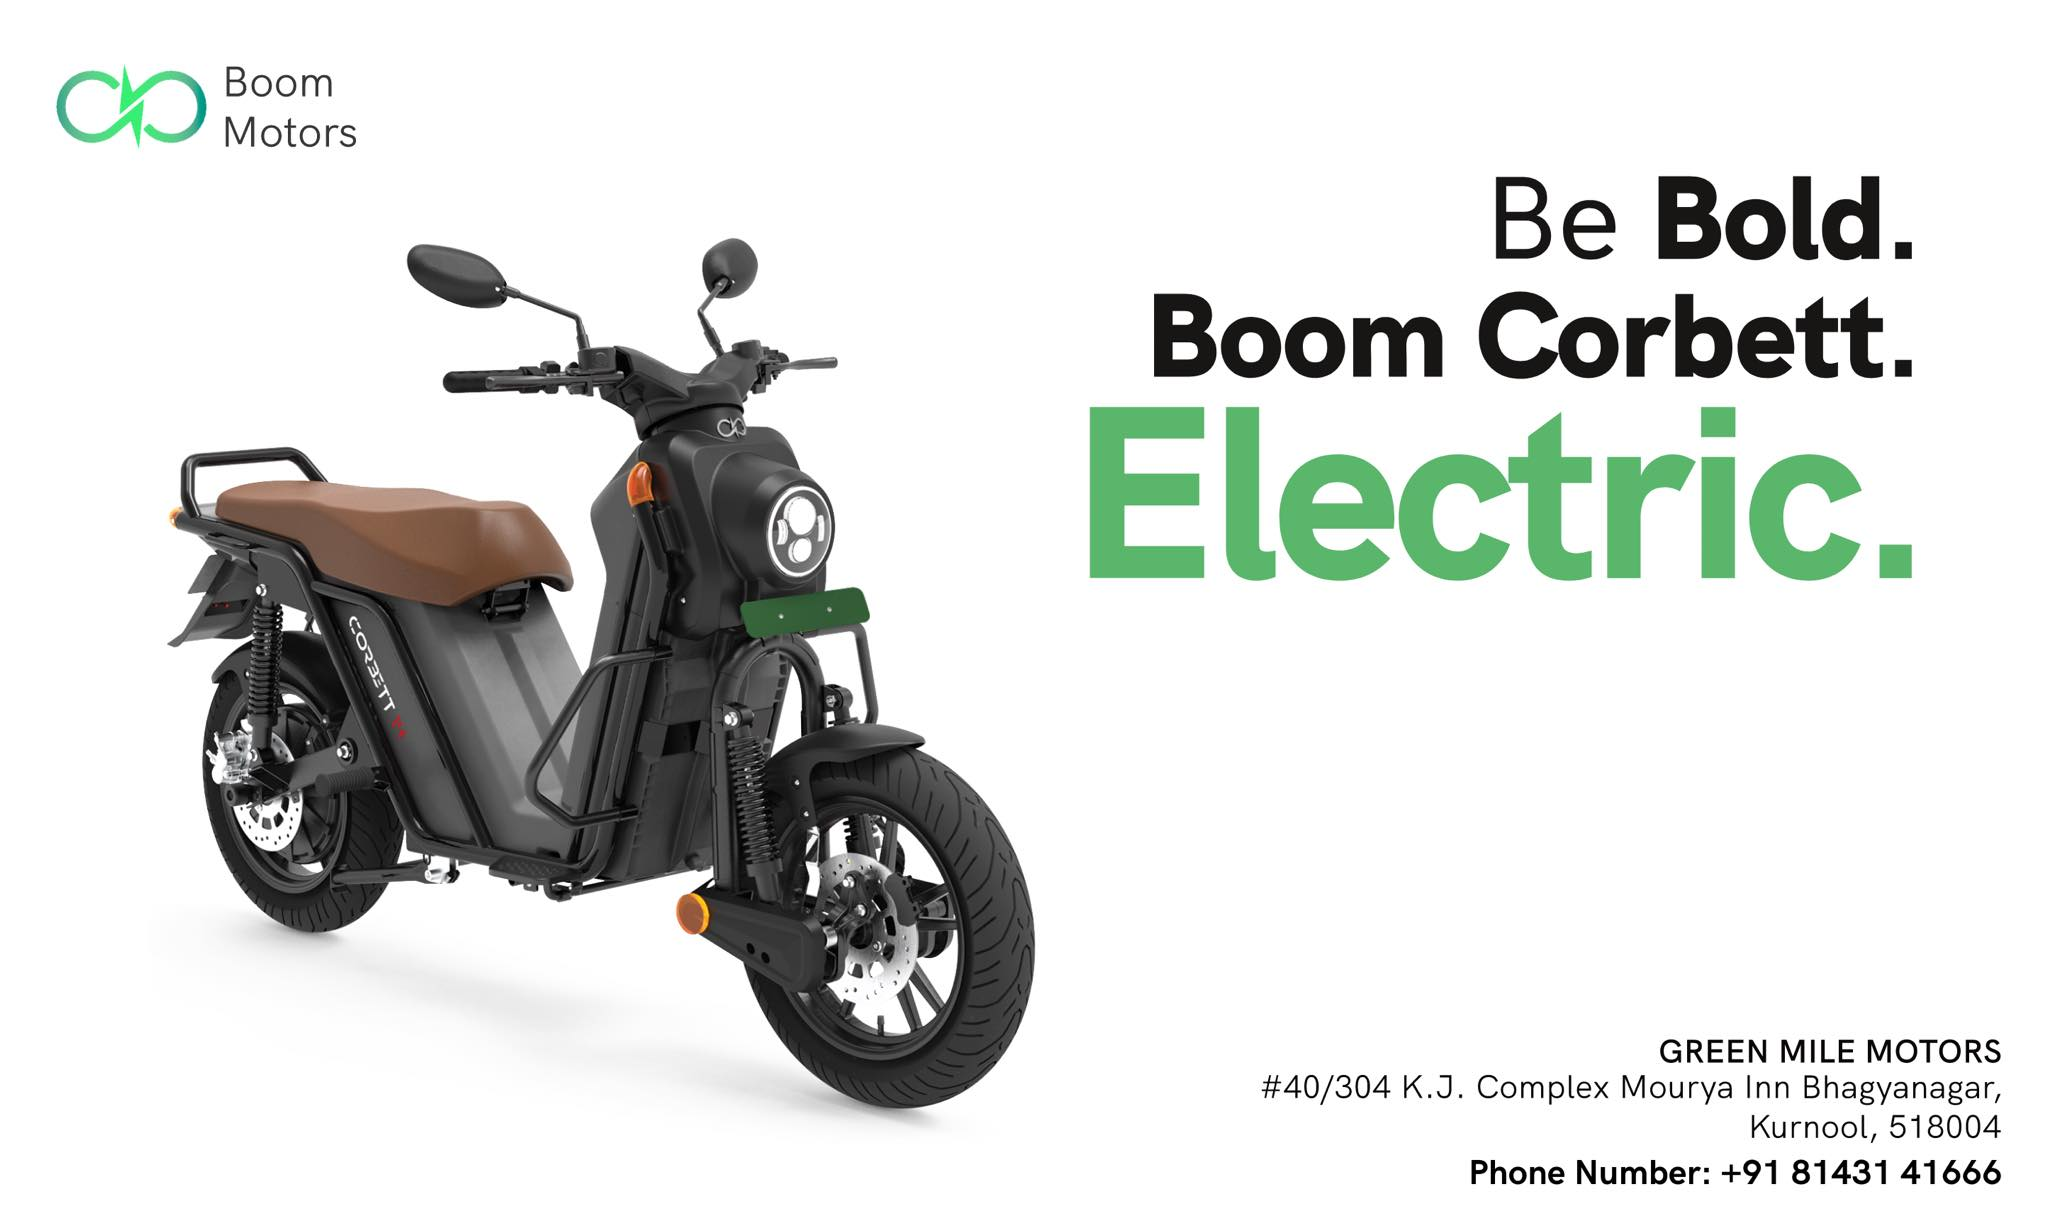 Boom
Motors
Be Bold.
Boom Corbett.
Electric.
CORBETT
GREEN MILE MOTORS
#40/304 K.J. Complex Mourya Inn Bhagyanagar,
Kurnool, 518004
Phone Number: +91 81431 41666